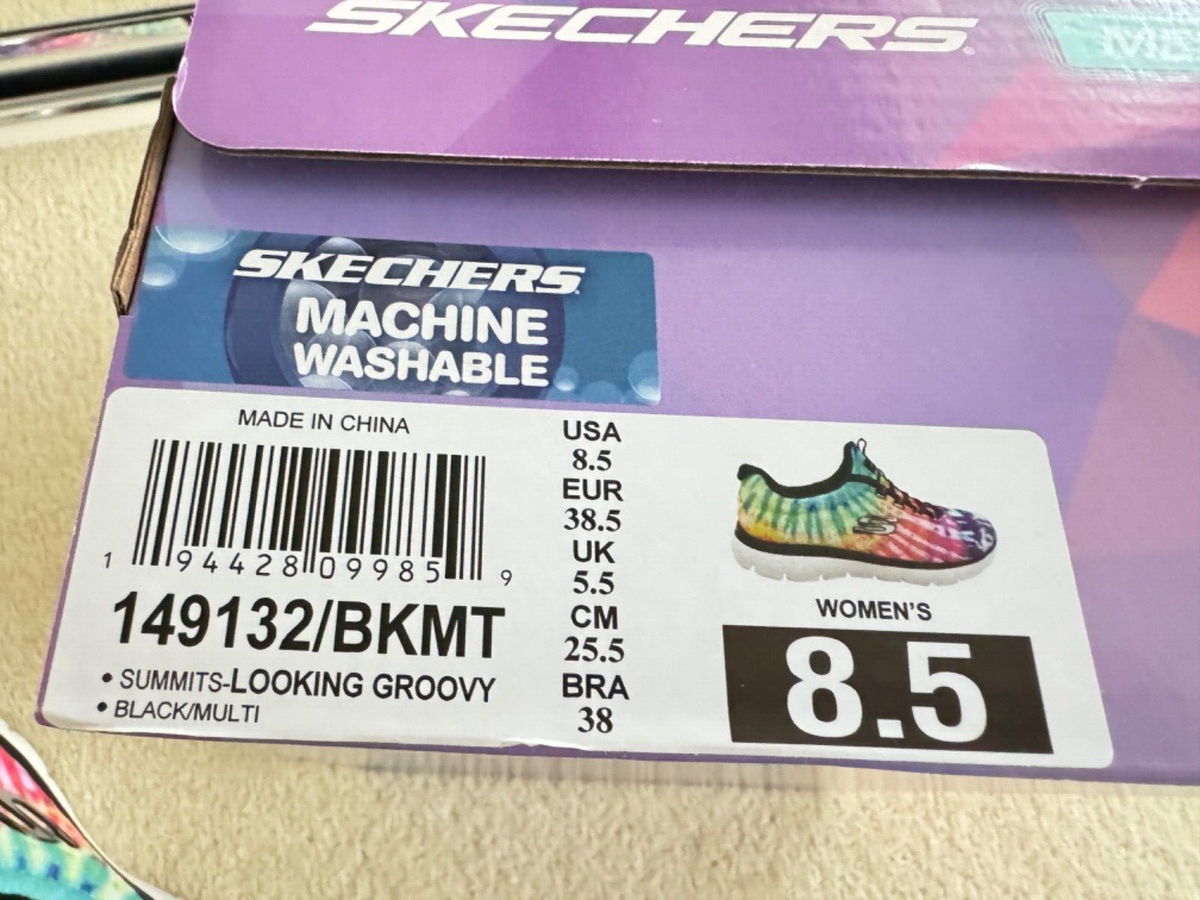 SKECHERS
SKECHERS
MACHINE
WASHABLE
MADE IN CHINA
1 94428 09985 9
149132/BKMT
• SUMMITS-LOOKING GROOVY
• BLACK/MULTI
USA
8.5
EUR
38.5
UK
5.5
CM
25.5
BRA
38
WOMEN'S
8.5